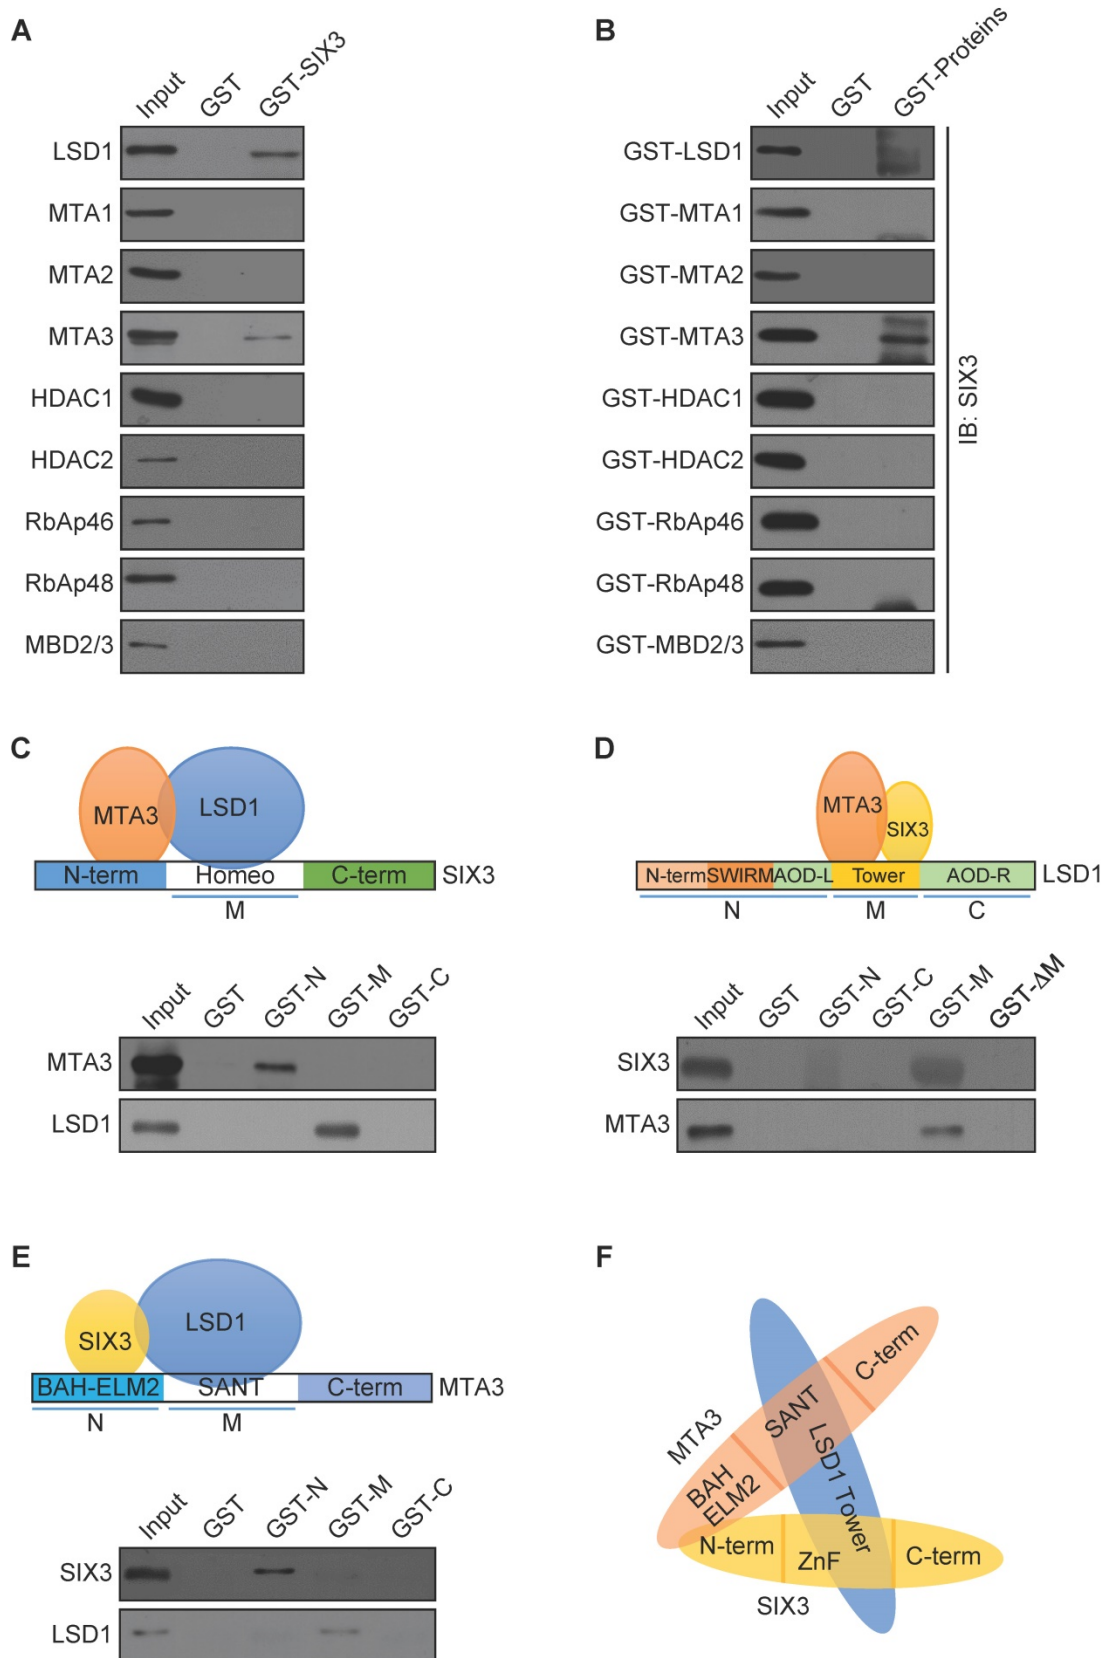 A
Input GST GST-SIX3
LSD1
MTA1
MTA2
MTA3
HDAC1
HDAC2
RbAp46
RbAp48
MBD2/3
B
Input GST GST-Proteins
GST-LSD1
GST-MTA1
GST-MTA2
GST-MTA3
GST-HDAC1
GST-HDAC2
GST-RbAp46
GST-RbAp48
GST-MBD2/3
IB: SIX3
C
MTA3 LSD1
N-term Homeo C-term SIX3
M
Input GST GST-N GST-M GST-C
MTA3
LSD1
D
MTA3 SIX3
N-term SWIRM AOD-L Tower AOD-R LSD1
N M C
Input GST GST-N GST-C GST-M GST-ΔM
SIX3
MTA3
E
SIX3 LSD1
BAH-ELM2 SANT C-term MTA3
N M
Input GST GST-N GST-M GST-C
SIX3
LSD1
F
C-term
SANT
MTA3
LSD1 Tower
BAH
ELM2
N-term ZnF C-term
SIX3